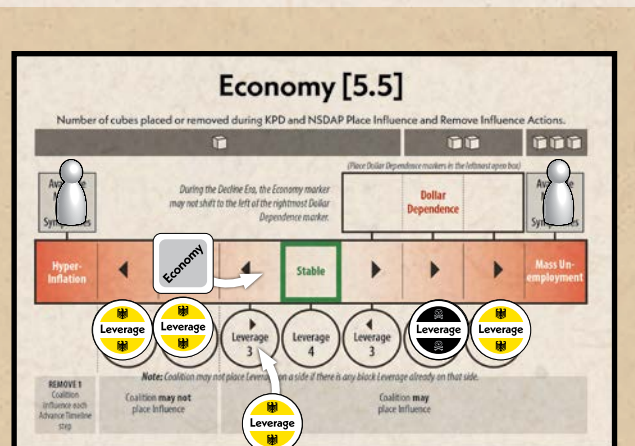 Economy [5.5]
Number of cubes placed or removed during KPD and NSDAP Place Influence and Remove Influence Actions.
(Place Dollar Dependence markers in the leftmost open box)
During the Decline Era, the Economy marker
may not shift to the left of the rightmost Dollar
Dependence marker.
Dollar
Dependence
Hyper-
Inflation
Economy
Stable
Mass Un-
employment
Leverage
Leverage
Leverage
3
Leverage
4
Leverage
3
Leverage
Leverage
Note: Coalition may not place Leverage on a side if there is any black Leverage already on that side.
REMOVE 1
Coalition
Influence each
Advance Timeline
step
Coalition may not
place Influence
Coalition may
place Influence
Leverage